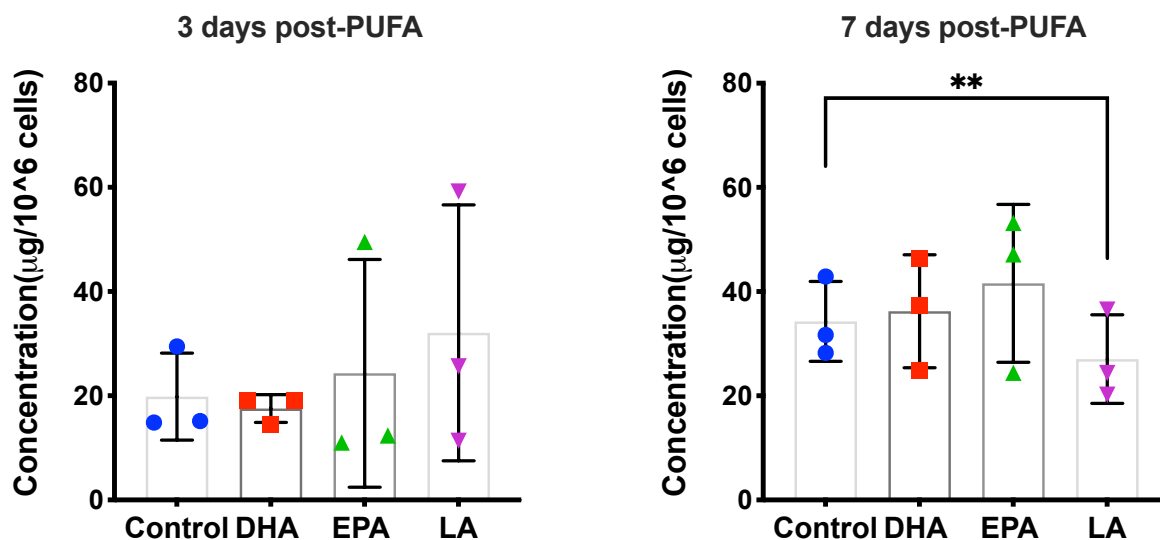 3 days post-PUFA
Concentration(μg/10^6 cells)
80
60
40
20
0
Control DHA EPA LA
7 days post-PUFA
Concentration(μg/10^6 cells)
80
60
40
20
0
**
Control DHA EPA LA